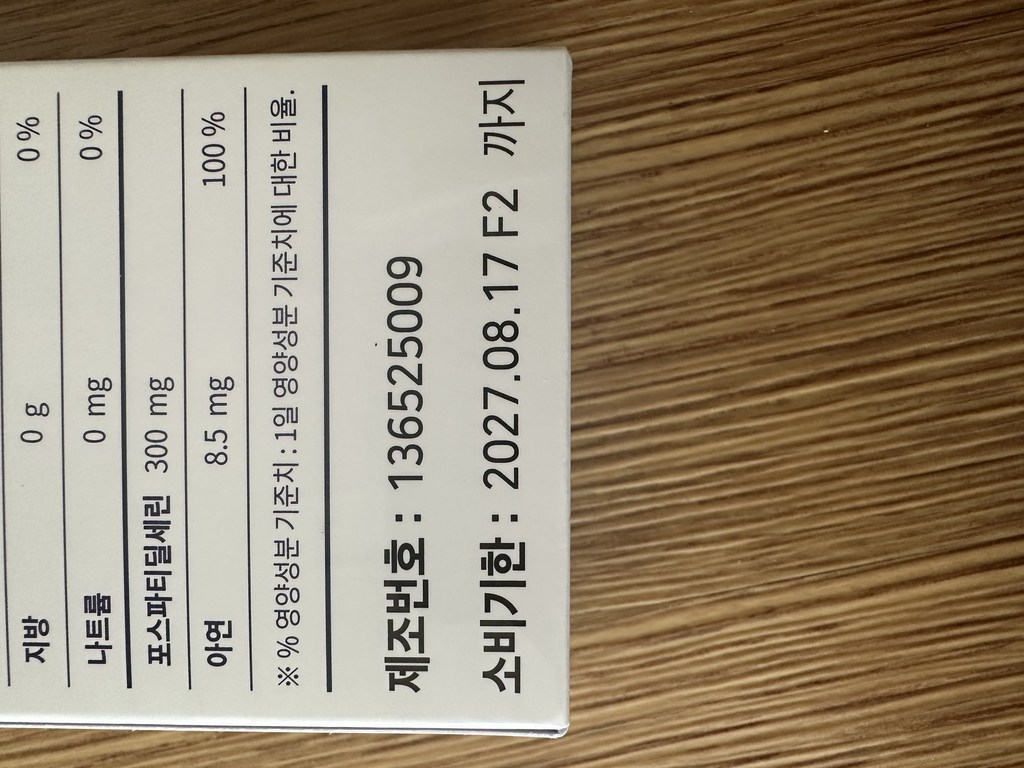 지방 0 g 0 %
나트륨 0 mg 0 %
포스파티딜세린 300 mg
아연 8.5 mg 100 %
※ % 영양성분 기준치 : 1일 영양성분 기준치에 대한 비율.
제조번호 : 136525009
소비기한 : 2027.08.17 F2 까지